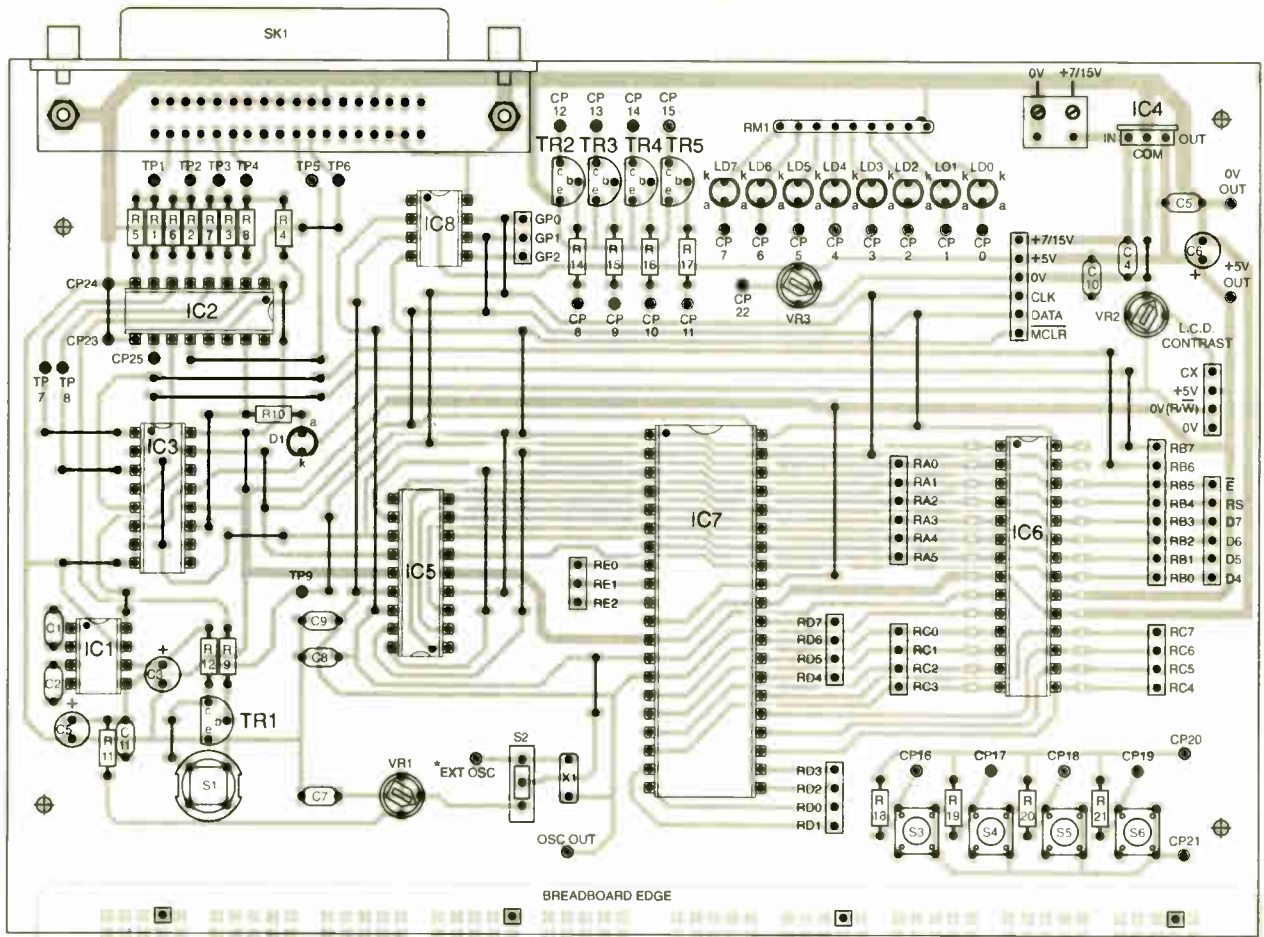 SK1
0V +7/15V
IC4
IN OUT
COM
CP 12 CP 13 CP 14 CP 15
RM1
TR2 TR3 TR4 TR5
c b e c b e c b e c b e
TP1 TP2 TP3 TP4 TP5 TP6
LD7 LD6 LD5 LD4 LD3 LD2 LO1 LD0
k k k k k k k k
a a a a a a a a
0V OUT
C5
R 5 R 1 R 6 R 2 R 7 R 3 R 8 R 4
IC8
GP0
GP1
GP2
R 14 R 15 R 16 R 17
CP 7 CP 6 CP 5 CP 4 CP 3 CP 2 CP 1 CP 0
+7/15V
+5V
0V
CLK
DATA
MCLR
C 10
C 4
C6
+
+5V OUT
CP24
IC2
CP23
CP25
CP 8 CP 9 CP 10 CP 11
CP 22
VR3
VR2
L.C.D. CONTRAST
TP 7 TP 8
CX
+5V
0V(R/W)
0V
R10
D1
a
k
IC3
IC5
IC7
IC6
RA0
RA1
RA2
RA3
RA4
RA5
RB7
RB6
RB5
RB4
RB3
RB2
RB1
RB0
E
RS
D7
D6
D5
D4
RE0
RE1
RE2
TP9
C9
C8
C1
IC1
C2
C3
+
R 12 R 9
RD7
RD6
RD5
RD4
RC0
RC1
RC2
RC3
RC7
RC6
RC5
RC4
+
C5
R 11
C 11
c b e
TR1
S1
C7
VR1
*EXT OSC
S2
X1
OSC OUT
RD3
RD2
RD0
RD1
CP16 CP17 CP18 CP19 CP20
R 18 S3 R 19 S4 R 20 S5 R 21 S6
CP21
BREADBOARD EDGE